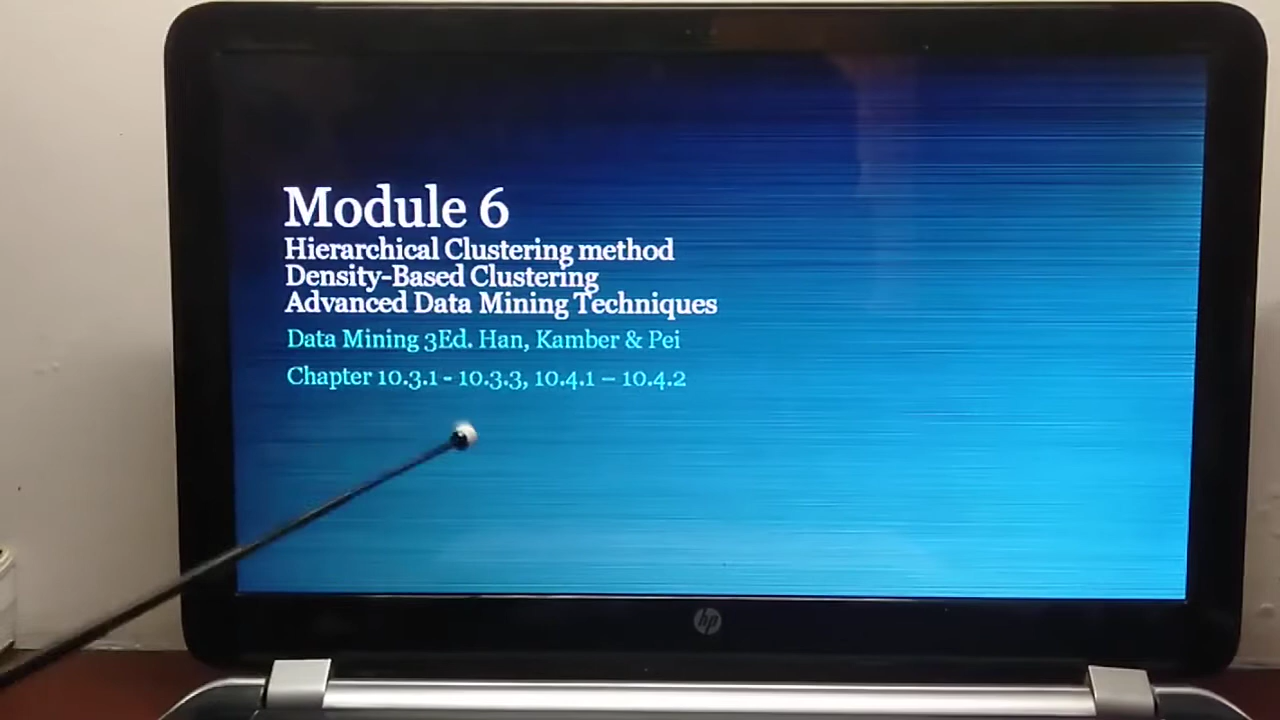 Module 6
Hierarchical Clustering method
Density-Based Clustering
Advanced Data Mining Techniques
Data Mining 3Ed. Han, Kamber & Pei
Chapter 10.3.1 - 10.3.3, 10.4.1 – 10.4.2
hp